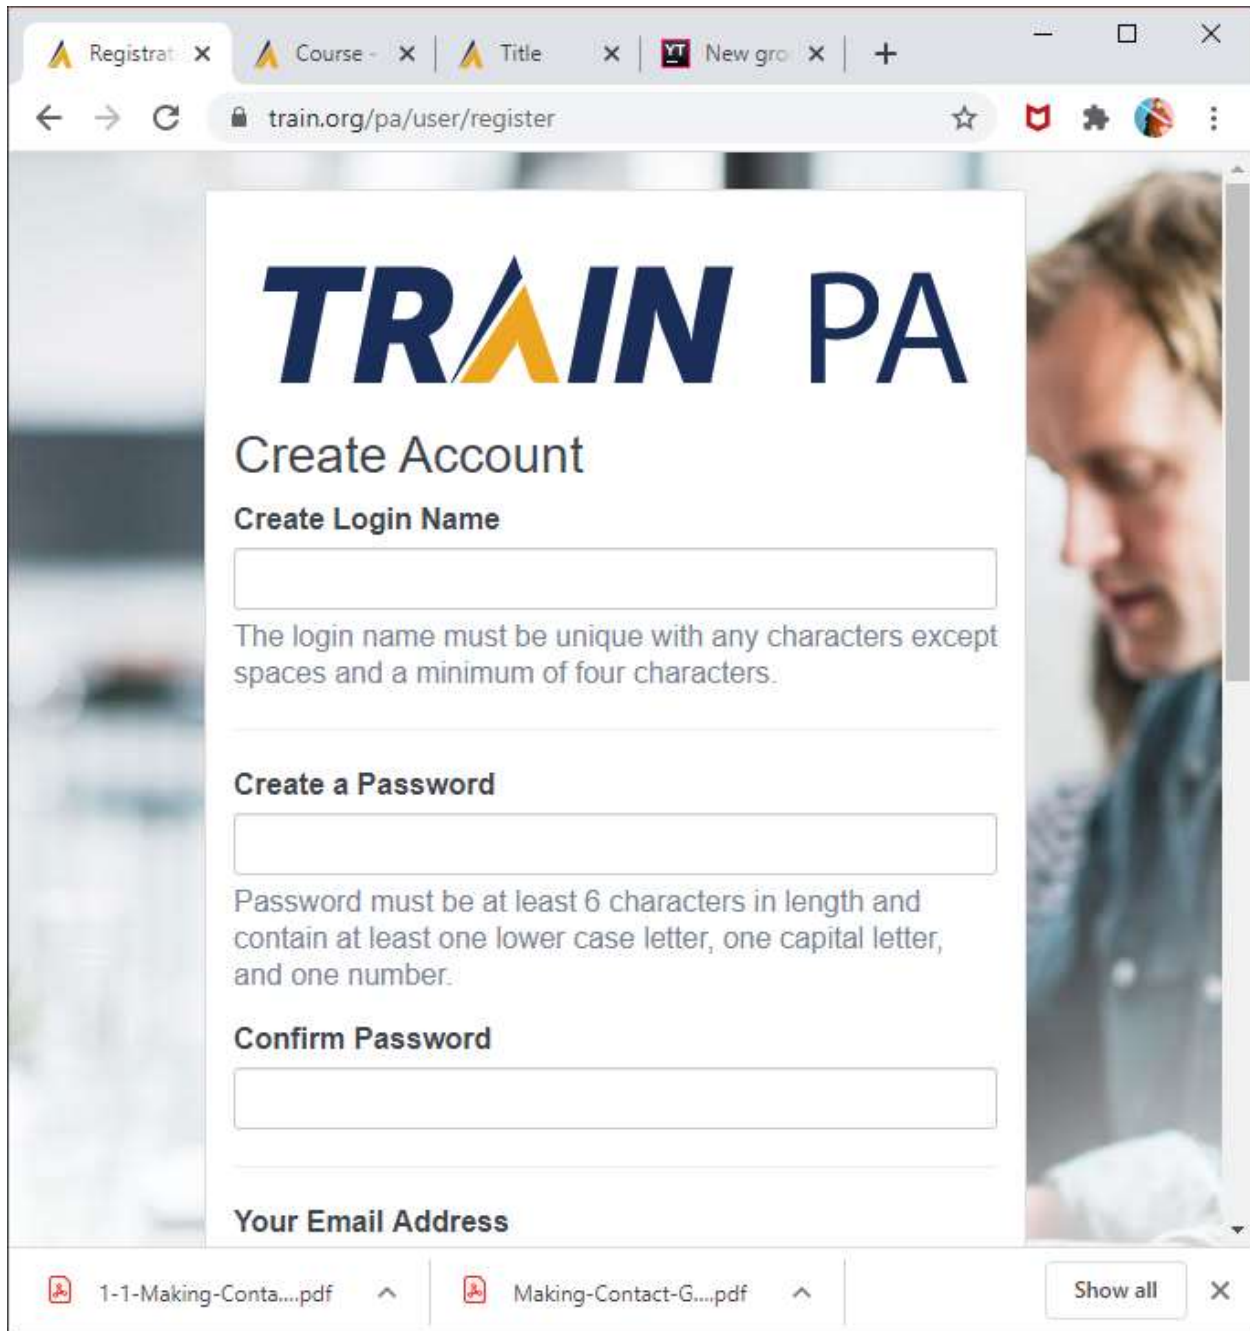 Registrat
Course -
Title
YT
New gro
train.org/pa/user/register
TRAIN PA
Create Account
Create Login Name
The login name must be unique with any characters except
spaces and a minimum of four characters.
Create a Password
Password must be at least 6 characters in length and
contain at least one lower case letter, one capital letter,
and one number.
Confirm Password
Your Email Address
1-1-Making-Conta....pdf
Making-Contact-G....pdf
Show all